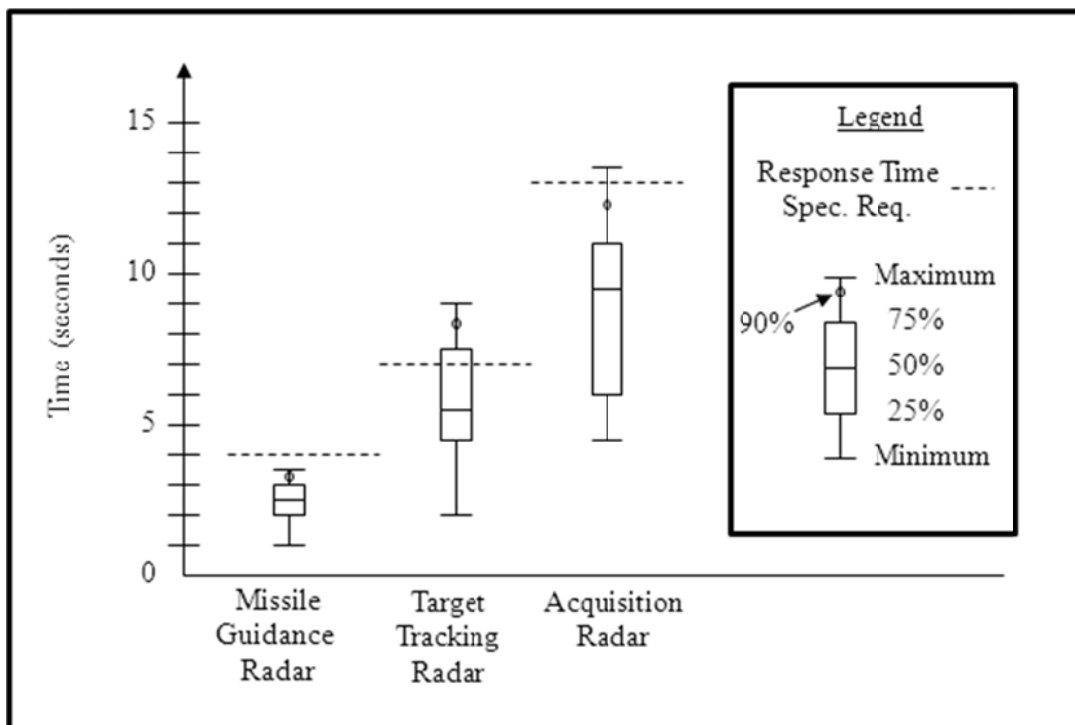 Time (seconds)
15
10
5
0
Missile
Guidance
Radar
Target
Tracking
Radar
Acquisition
Radar
Legend
Response Time
Spec. Req.
90%
Maximum
75%
50%
25%
Minimum